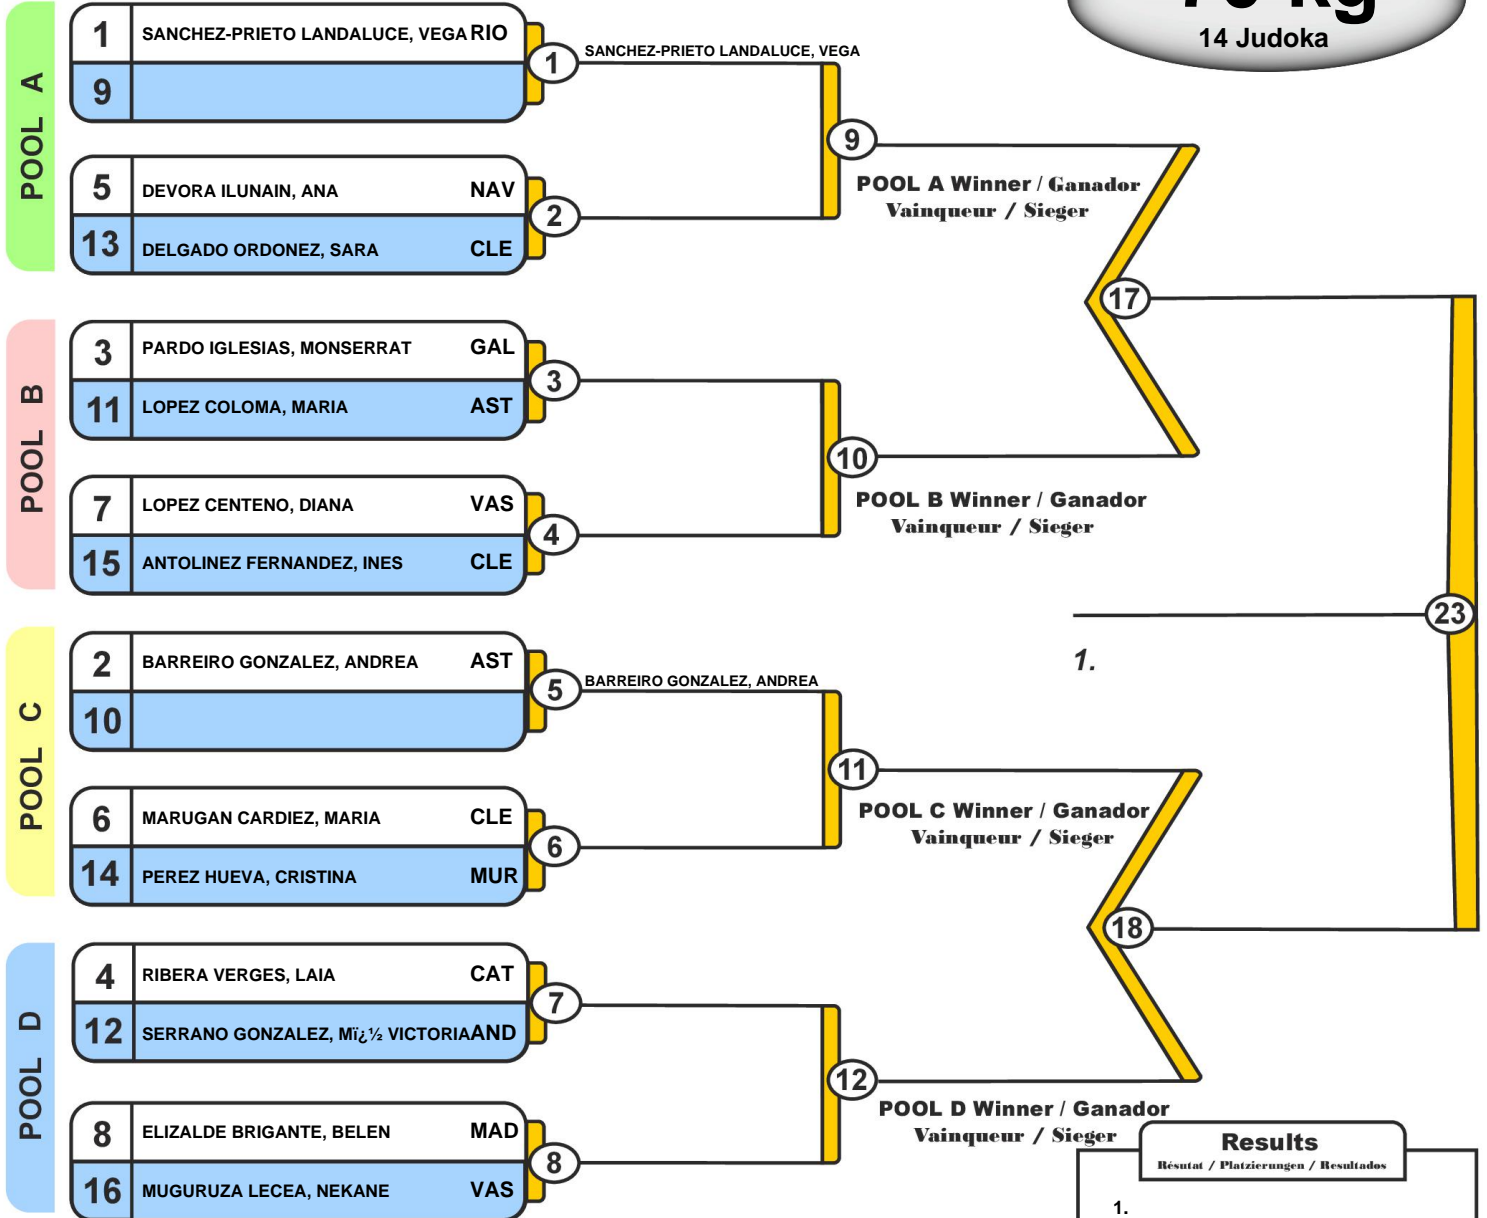 70 kg
14 Judoka
POOL A
1 SANCHEZ-PRIETO LANDALUCE, VEGA RIO
9
1
SANCHEZ-PRIETO LANDALUCE, VEGA
5 DEVORA ILUNAIN, ANA NAV
13 DELGADO ORDONEZ, SARA CLE
2
9
POOL A Winner / Ganador
Vainqueur / Sieger
POOL B
3 PARDO IGLESIAS, MONSERRAT GAL
11 LOPEZ COLOMA, MARIA AST
3
7 LOPEZ CENTENO, DIANA VAS
15 ANTOLINEZ FERNANDEZ, INES CLE
4
10
POOL B Winner / Ganador
Vainqueur / Sieger
17
23
1.
POOL C
2 BARREIRO GONZALEZ, ANDREA AST
10
5
BARREIRO GONZALEZ, ANDREA
6 MARUGAN CARDIEZ, MARIA CLE
14 PEREZ HUEVA, CRISTINA MUR
6
11
POOL C Winner / Ganador
Vainqueur / Sieger
18
POOL D
4 RIBERA VERGES, LAIA CAT
12 SERRANO GONZALEZ, Mï¿½ VICTORIA AND
7
8 ELIZALDE BRIGANTE, BELEN MAD
16 MUGURUZA LECEA, NEKANE VAS
8
12
POOL D Winner / Ganador
Vainqueur / Sieger
Results
Résutat / Platzierungen / Resultados
1.